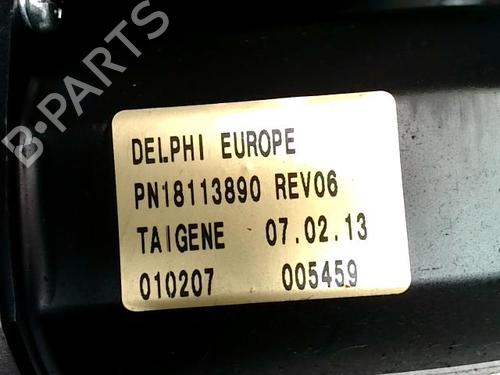 B-PARTS
DELPHI EUROPE
PN18113890 REV06
TAIGENE 07.02.13
010207 005459